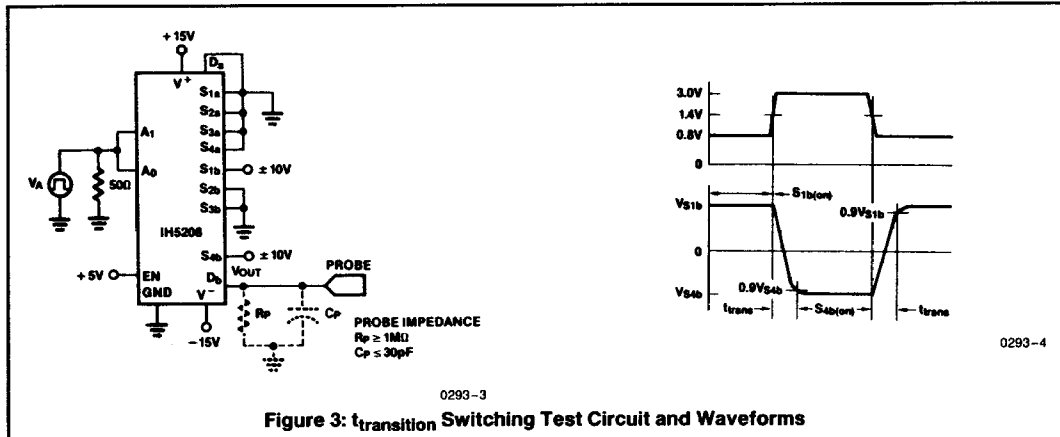 +15V
Da
V+
S1a
S2a
S3a
S4a
A1
A0
S1b
±10V
S2b
S3b
VA
50Ω
IH5206
S4b
±10V
+5V
EN
GND
V−
Db
VOUT
PROBE
RP
CP
PROBE IMPEDANCE
RP ≥ 1MΩ
CP ≤ 30pF
−15V
0293–3
3.0V
1.4V
0.8V
0
VS1b
S1b(on)
0.9VS1b
0
0.9VS4b
VS4b
ttrans
S4b(on)
ttrans
0293–4
Figure 3: ttransition Switching Test Circuit and Waveforms